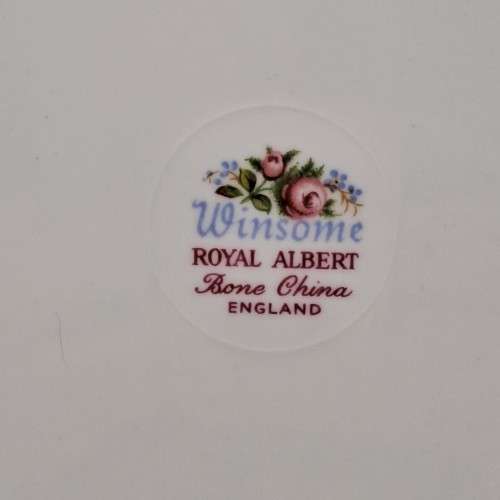 Winsome
ROYAL ALBERT
Bone China
ENGLAND